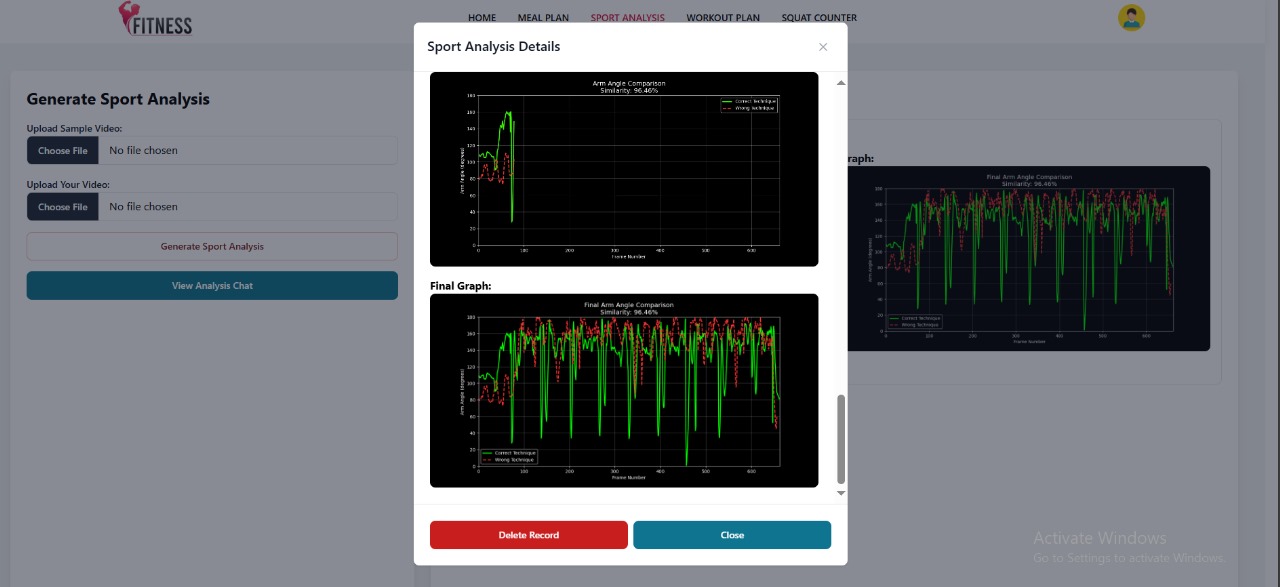 FITNESS
HOME MEAL PLAN SPORT ANALYSIS WORKOUT PLAN SQUAT COUNTER
Generate Sport Analysis
Upload Sample Video:
Choose File No file chosen
Upload Your Video:
Choose File No file chosen
Generate Sport Analysis
View Analysis Chat
Sport Analysis Details
×
Arm Angle Comparison
Similarity: 96.46%
Correct Technique
Wrong Technique
Arm Angle (degrees)
180
160
140
120
100
80
60
40
20
0
0 100 200 300 400 500 600
Frame Number
Final Graph:
Final Arm Angle Comparison
Similarity: 96.46%
Arm Angle (degrees)
180
160
140
120
100
80
60
40
20
0
Correct Technique
Wrong Technique
0 100 200 300 400 500 600
Frame Number
Delete Record Close
raph:
Final Arm Angle Comparison
Similarity: 96.46%
Arm Angle (degrees)
180
160
140
120
100
80
60
40
20
0
Correct Technique
Wrong Technique
0 100 200 300 400 500 600
Frame Number
Activate Windows
Go to Settings to activate Windows.